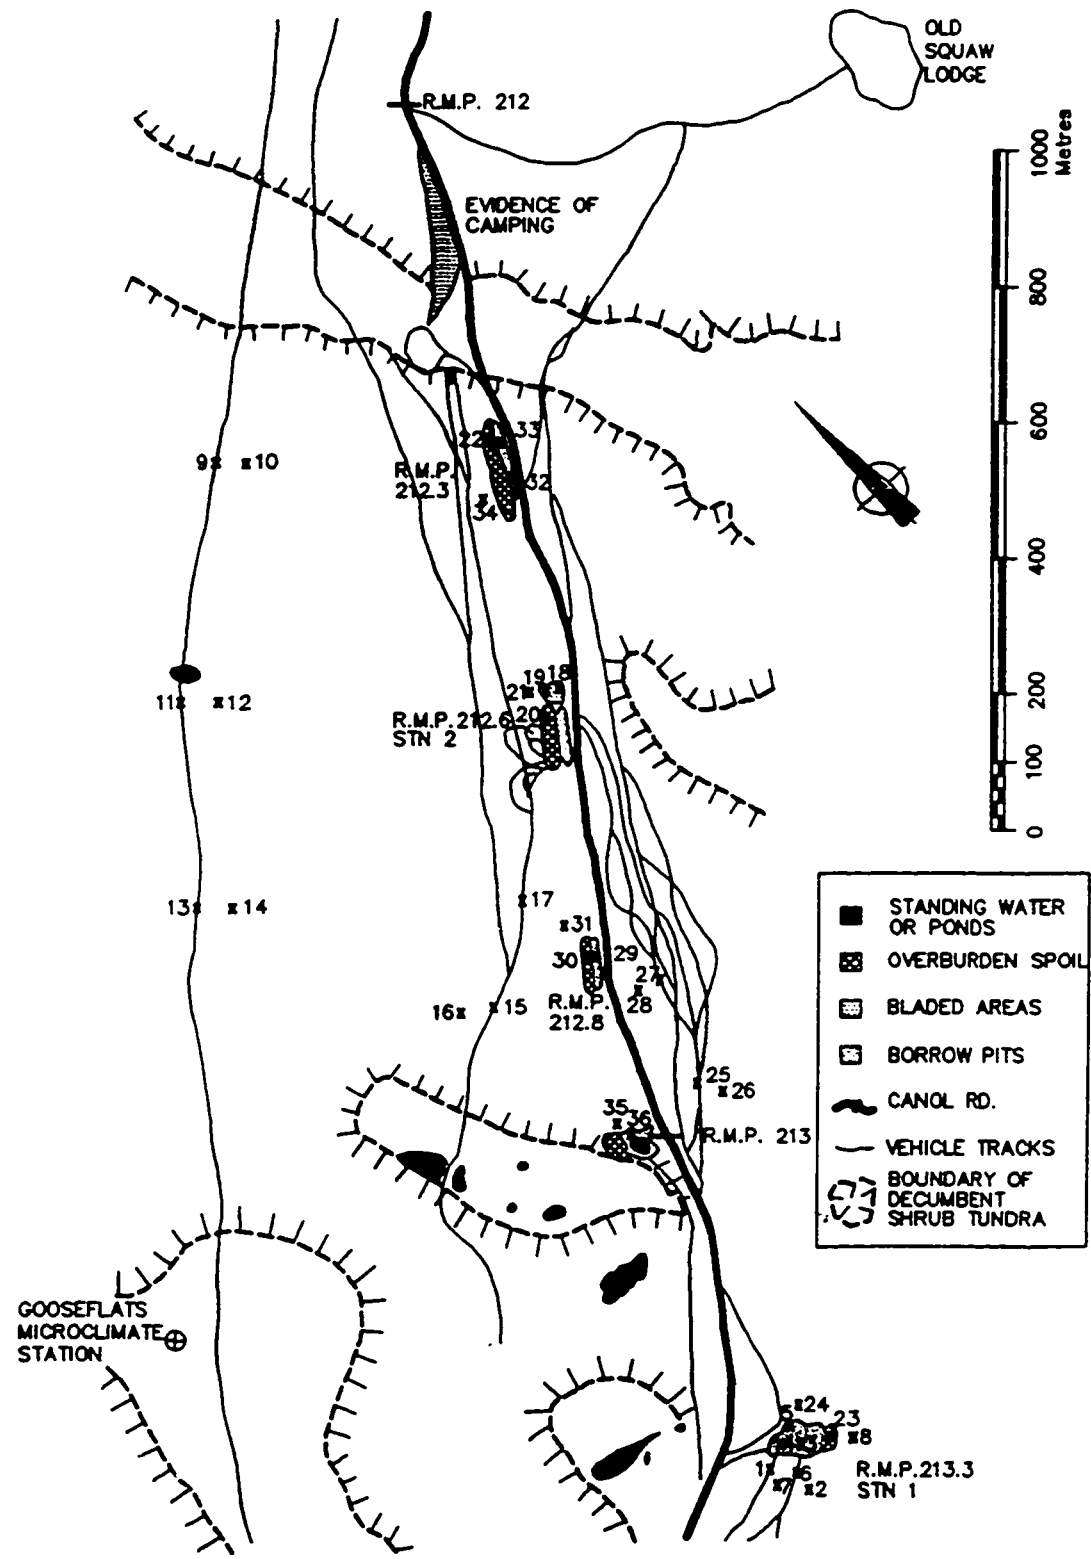 OLD
SQUAW
LODGE
R.M.P. 212
EVIDENCE OF
CAMPING
1000
Metres
800
600
400
200
100
0
33
22
9
10
R.M.P.
212.3
32
34
19
18
21
11
12
R.M.P. 212.6
20
STN 2
17
13
14
31
30
29
27
28
R.M.P.
212.8
16
15
25
26
35
36
R.M.P. 213
STANDING WATER
OR PONDS
OVERBURDEN SPOIL
BLADED AREAS
BORROW PITS
CANOL RD.
VEHICLE TRACKS
BOUNDARY OF
DECUMBENT
SHRUB TUNDRA
GOOSEFLATS
MICROCLIMATE
STATION
24
5
23
8
1
6
7
2
R.M.P. 213.3
STN 1